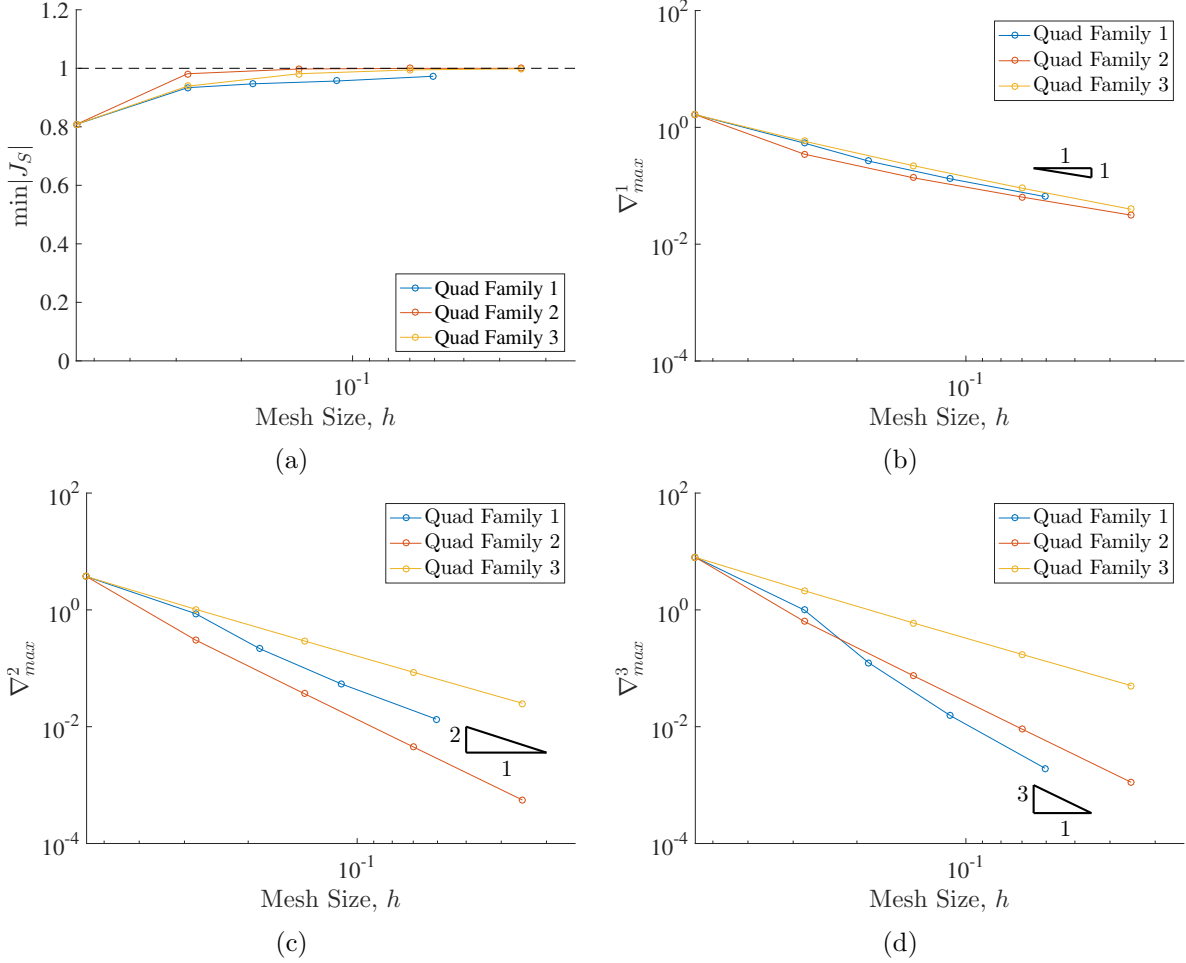 1.2
1
0.8
0.6
0.4
0.2
0
min|J_S|
10^-1
Mesh Size, h
Quad Family 1
Quad Family 2
Quad Family 3
(a)
10^2
10^0
10^-2
10^-4
∇^1_max
10^-1
Mesh Size, h
Quad Family 1
Quad Family 2
Quad Family 3
1
1
(b)
10^2
10^0
10^-2
10^-4
∇^2_max
10^-1
Mesh Size, h
Quad Family 1
Quad Family 2
Quad Family 3
2
1
(c)
10^2
10^0
10^-2
10^-4
∇^3_max
10^-1
Mesh Size, h
Quad Family 1
Quad Family 2
Quad Family 3
3
1
(d)